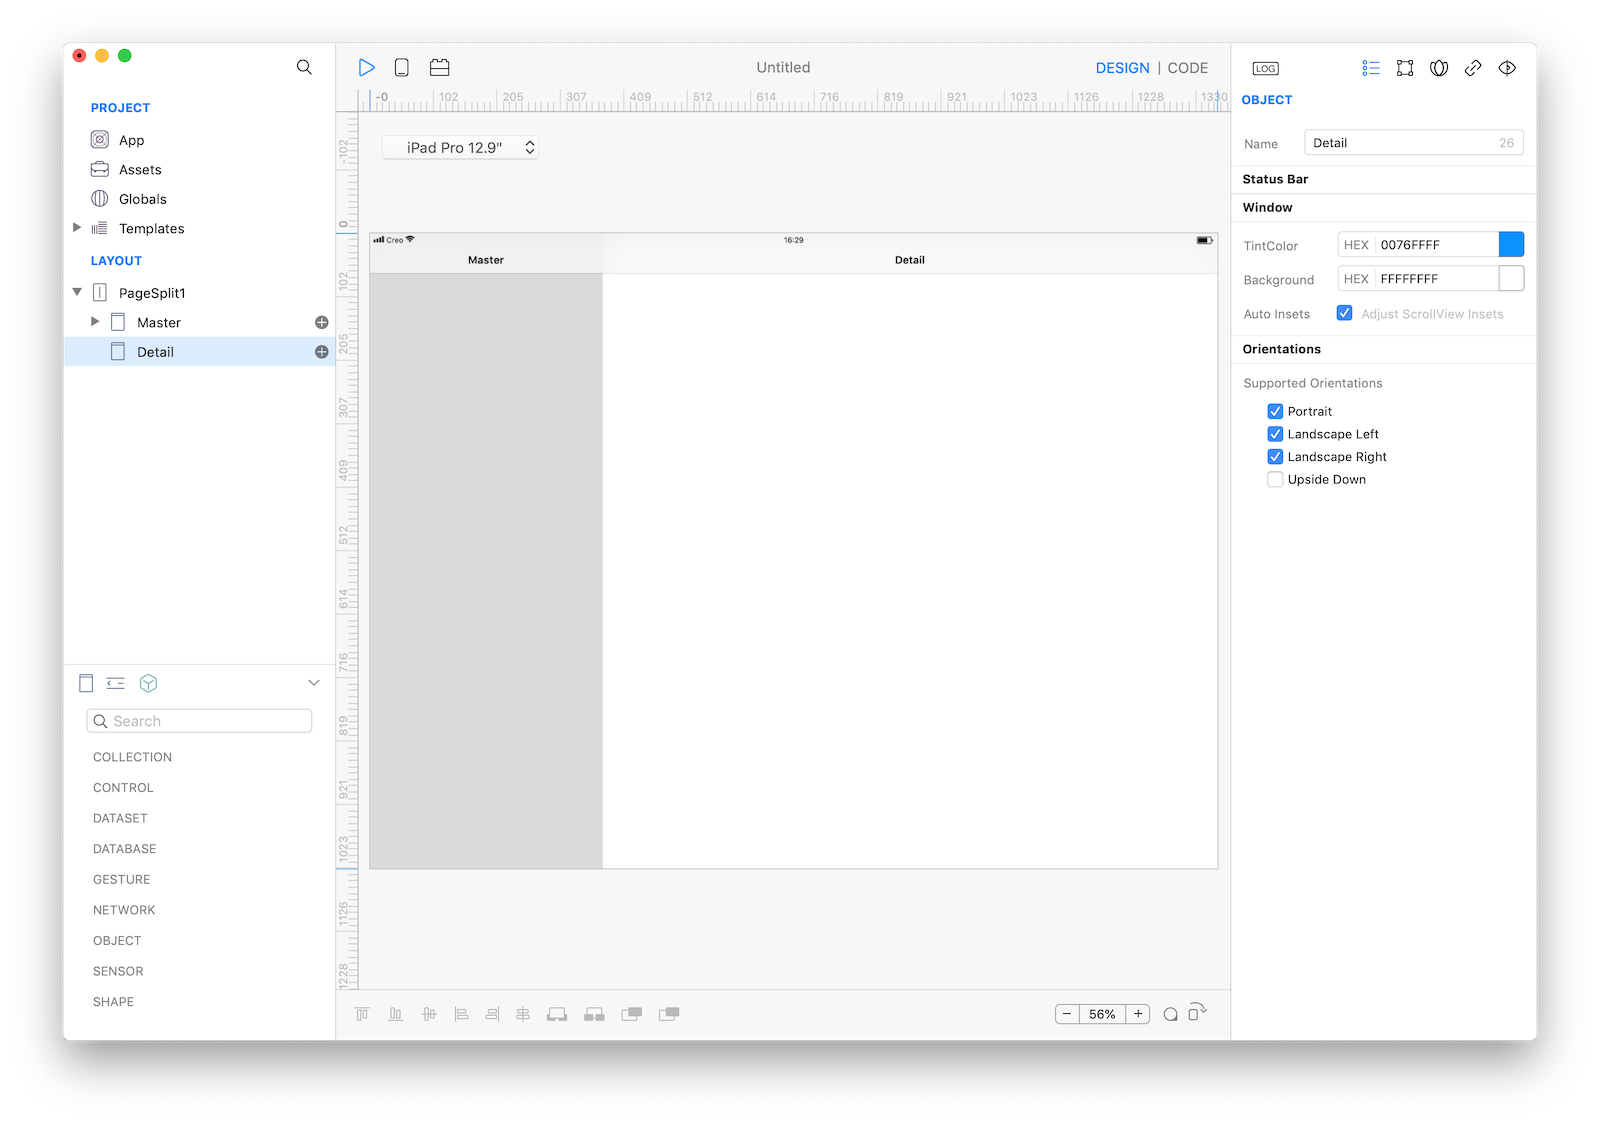 PROJECT
App
Assets
Globals
Templates
LAYOUT
PageSplit1
Master
Detail
Search
COLLECTION
CONTROL
DATASET
DATABASE
GESTURE
NETWORK
OBJECT
SENSOR
SHAPE
Untitled
DESIGN | CODE
-0 102 205 307 409 512 614 716 819 921 1023 1126 1228 1330
iPad Pro 12.9"
-102
0
102
205
307
409
512
614
716
819
921
1023
1126
1228
Creo 16:29
Master Detail
− 56% +
LOG
OBJECT
Name Detail 26
Status Bar
Window
TintColor HEX 0076FFFF
Background HEX FFFFFFFF
Auto Insets Adjust ScrollView Insets
Orientations
Supported Orientations
Portrait
Landscape Left
Landscape Right
Upside Down